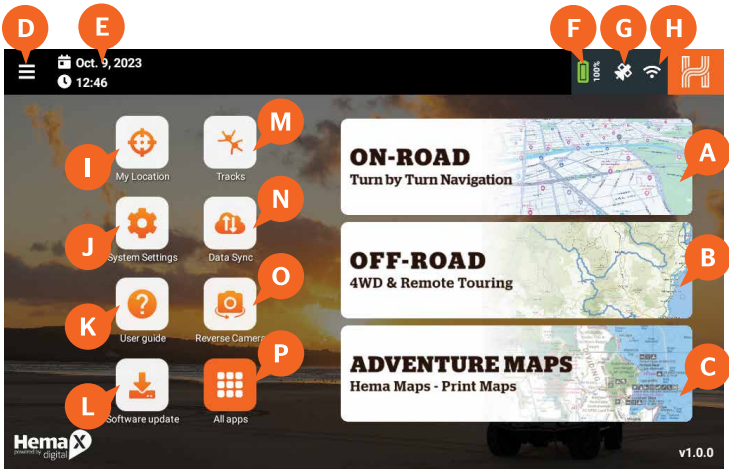 D
E
F
G
H
Oct. 9, 2023
12:46
100%
I
My Location
M
Tracks
J
System Settings
N
Data Sync
K
User guide
O
Reverse Camera
L
Software update
P
All apps
ON-ROAD
Turn by Turn Navigation
A
OFF-ROAD
4WD & Remote Touring
B
ADVENTURE MAPS
Hema Maps - Print Maps
C
HemaX
powered by digital
v1.0.0